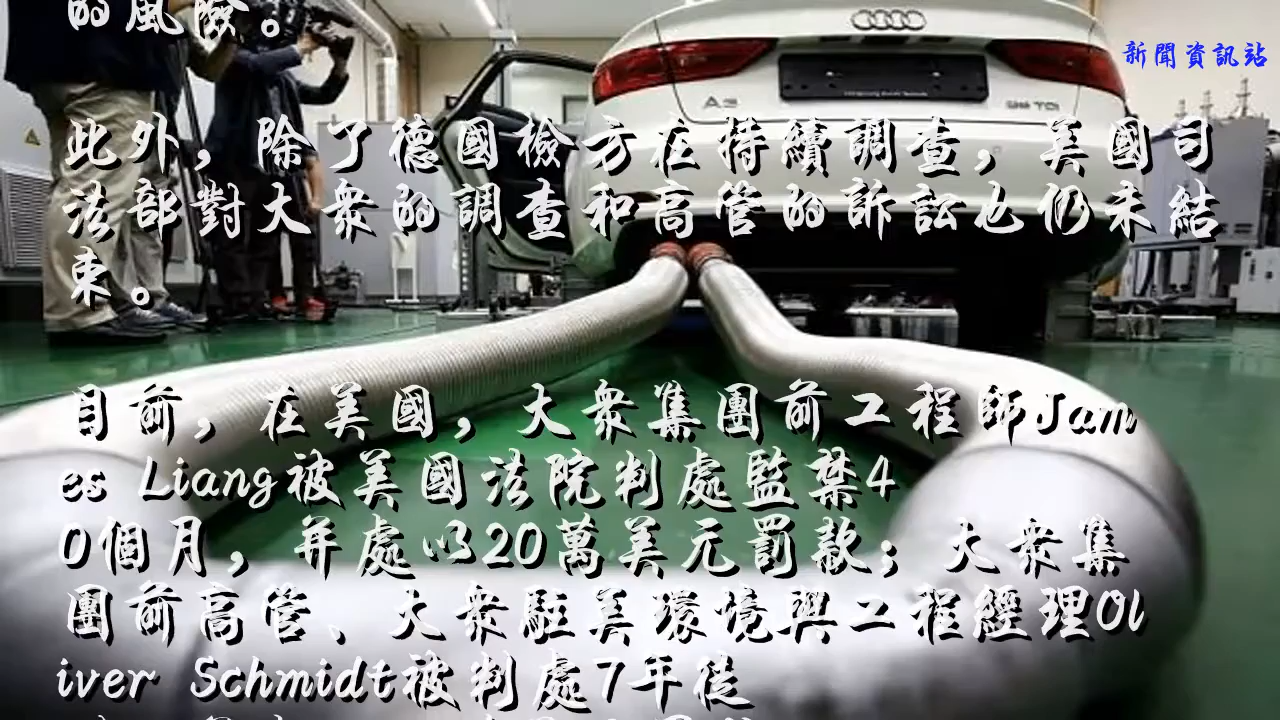 的風險。
新聞資訊站
A3
TDI
此外，除了德國檢方在持續調查，美國司
法部對大眾的調查和高管的訴訟也仍未結
束。
目前，在美國，大眾集團前工程師Jam
es Liang被美國法院判處監禁4
0個月，并處以20萬美元罰款；大眾集
團前高管、大眾駐美環境與工程經理Ol
iver Schmidt被判處7年徒